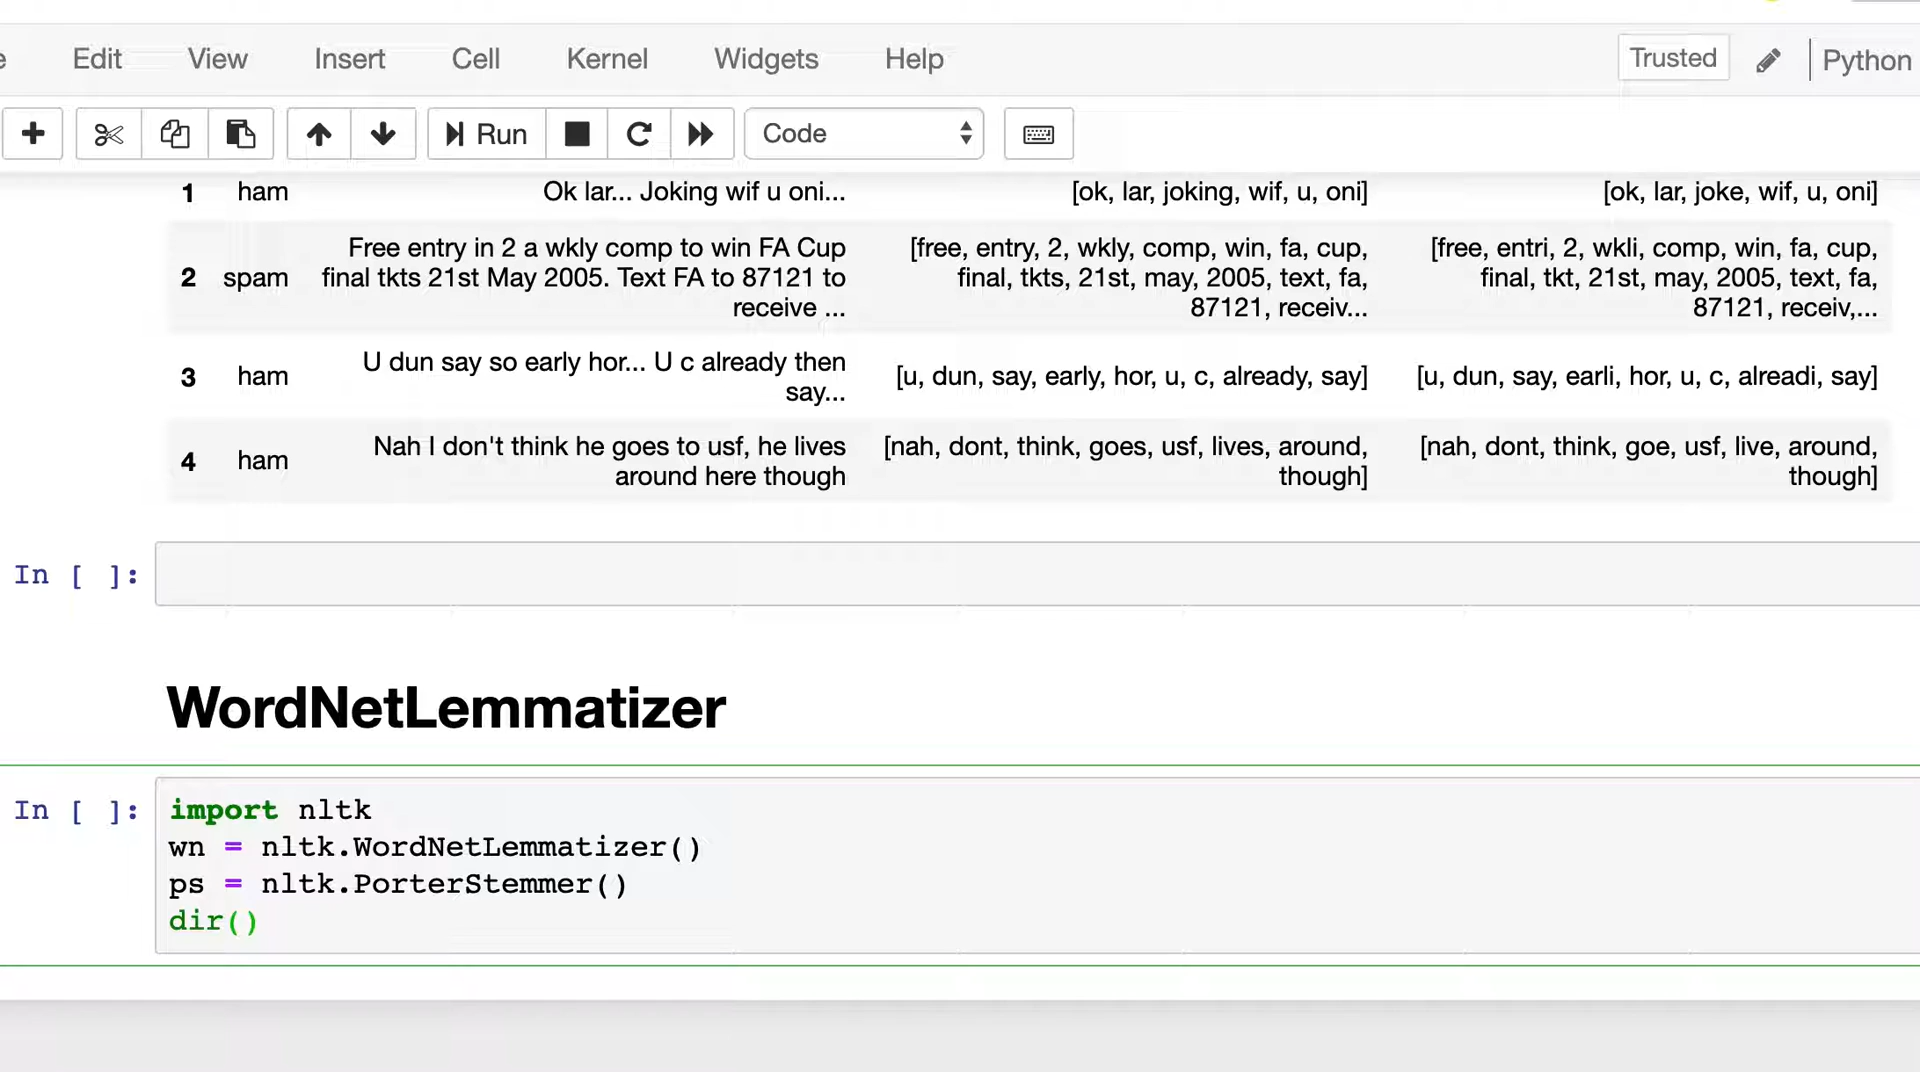 e Edit View Insert Cell Kernel Widgets Help Trusted Python
Run Code
1 ham Ok lar... Joking wif u oni... [ok, lar, joking, wif, u, oni] [ok, lar, joke, wif, u, oni]
Free entry in 2 a wkly comp to win FA Cup [free, entry, 2, wkly, comp, win, fa, cup, [free, entri, 2, wkli, comp, win, fa, cup,
2 spam final tkts 21st May 2005. Text FA to 87121 to final, tkts, 21st, may, 2005, text, fa, final, tkt, 21st, may, 2005, text, fa,
receive ... 87121, receiv... 87121, receiv,...
U dun say so early hor... U c already then
3 ham [u, dun, say, early, hor, u, c, already, say] [u, dun, say, earli, hor, u, c, alreadi, say]
say...
Nah I don't think he goes to usf, he lives [nah, dont, think, goes, usf, lives, around, [nah, dont, think, goe, usf, live, around,
4 ham
around here though though] though]
In [ ]:
WordNetLemmatizer
In [ ]: import nltk
wn = nltk.WordNetLemmatizer()
ps = nltk.PorterStemmer()
dir()